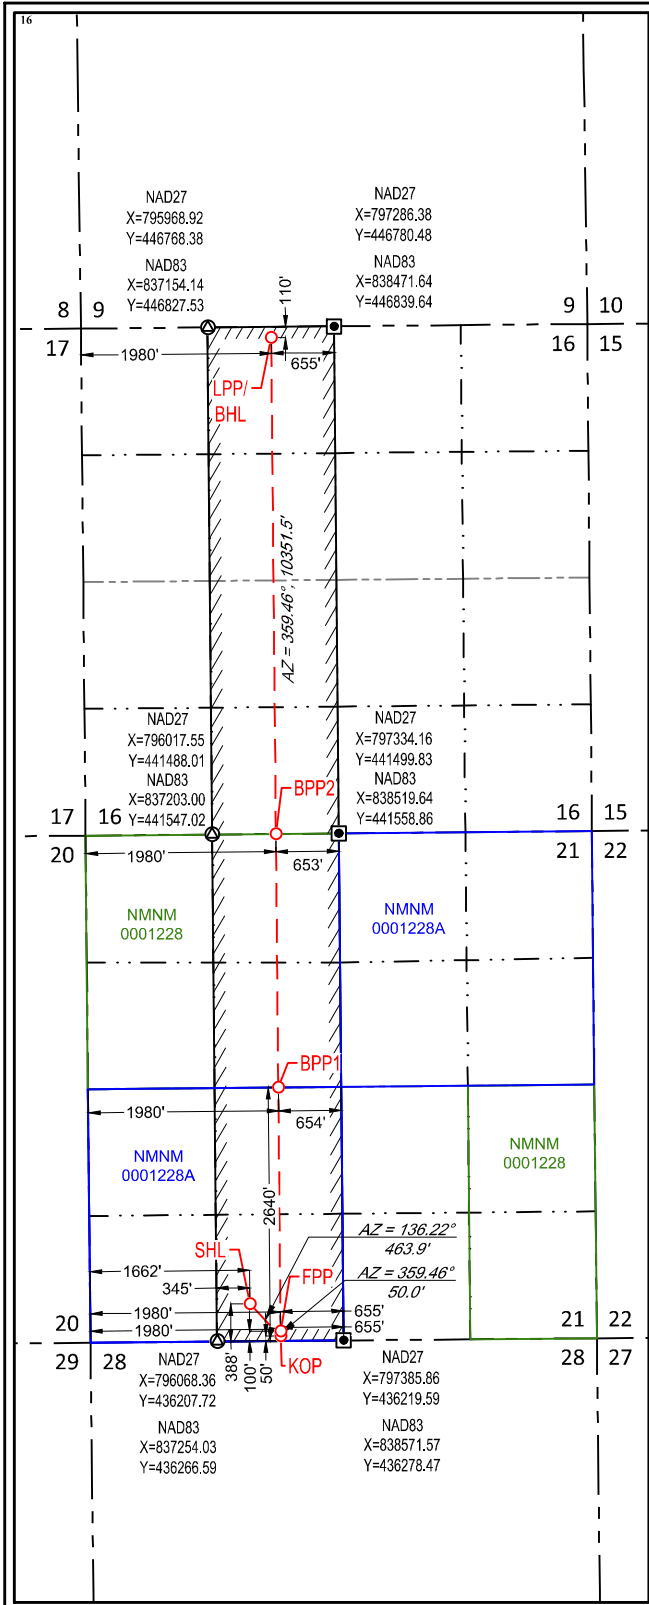 16
NAD27
X=795968.92
Y=446768.38
NAD83
X=837154.14
Y=446827.53
NAD27
X=797286.38
Y=446780.48
NAD83
X=838471.64
Y=446839.64
110'
8 9
17
9 10
16 15
1980'
655'
LPP/
BHL
AZ = 359.46°, 10351.5'
NAD27
X=796017.55
Y=441488.01
NAD83
X=837203.00
Y=441547.02
NAD27
X=797334.16
Y=441499.83
NAD83
X=838519.64
Y=441558.86
BPP2
17 16
20
16 15
21 22
1980'
653'
NMNM
0001228
NMNM
0001228A
BPP1
1980'
654'
NMNM
0001228A
NMNM
0001228
2640'
AZ = 136.22°
463.9'
SHL
FPP
AZ = 359.46°
50.0'
1662'
345'
1980'
655'
1980'
655'
20
29 28
21 22
28 27
388'
100'
50'
KOP
NAD27
X=796068.36
Y=436207.72
NAD83
X=837254.03
Y=436266.59
NAD27
X=797385.86
Y=436219.59
NAD83
X=838571.57
Y=436278.47